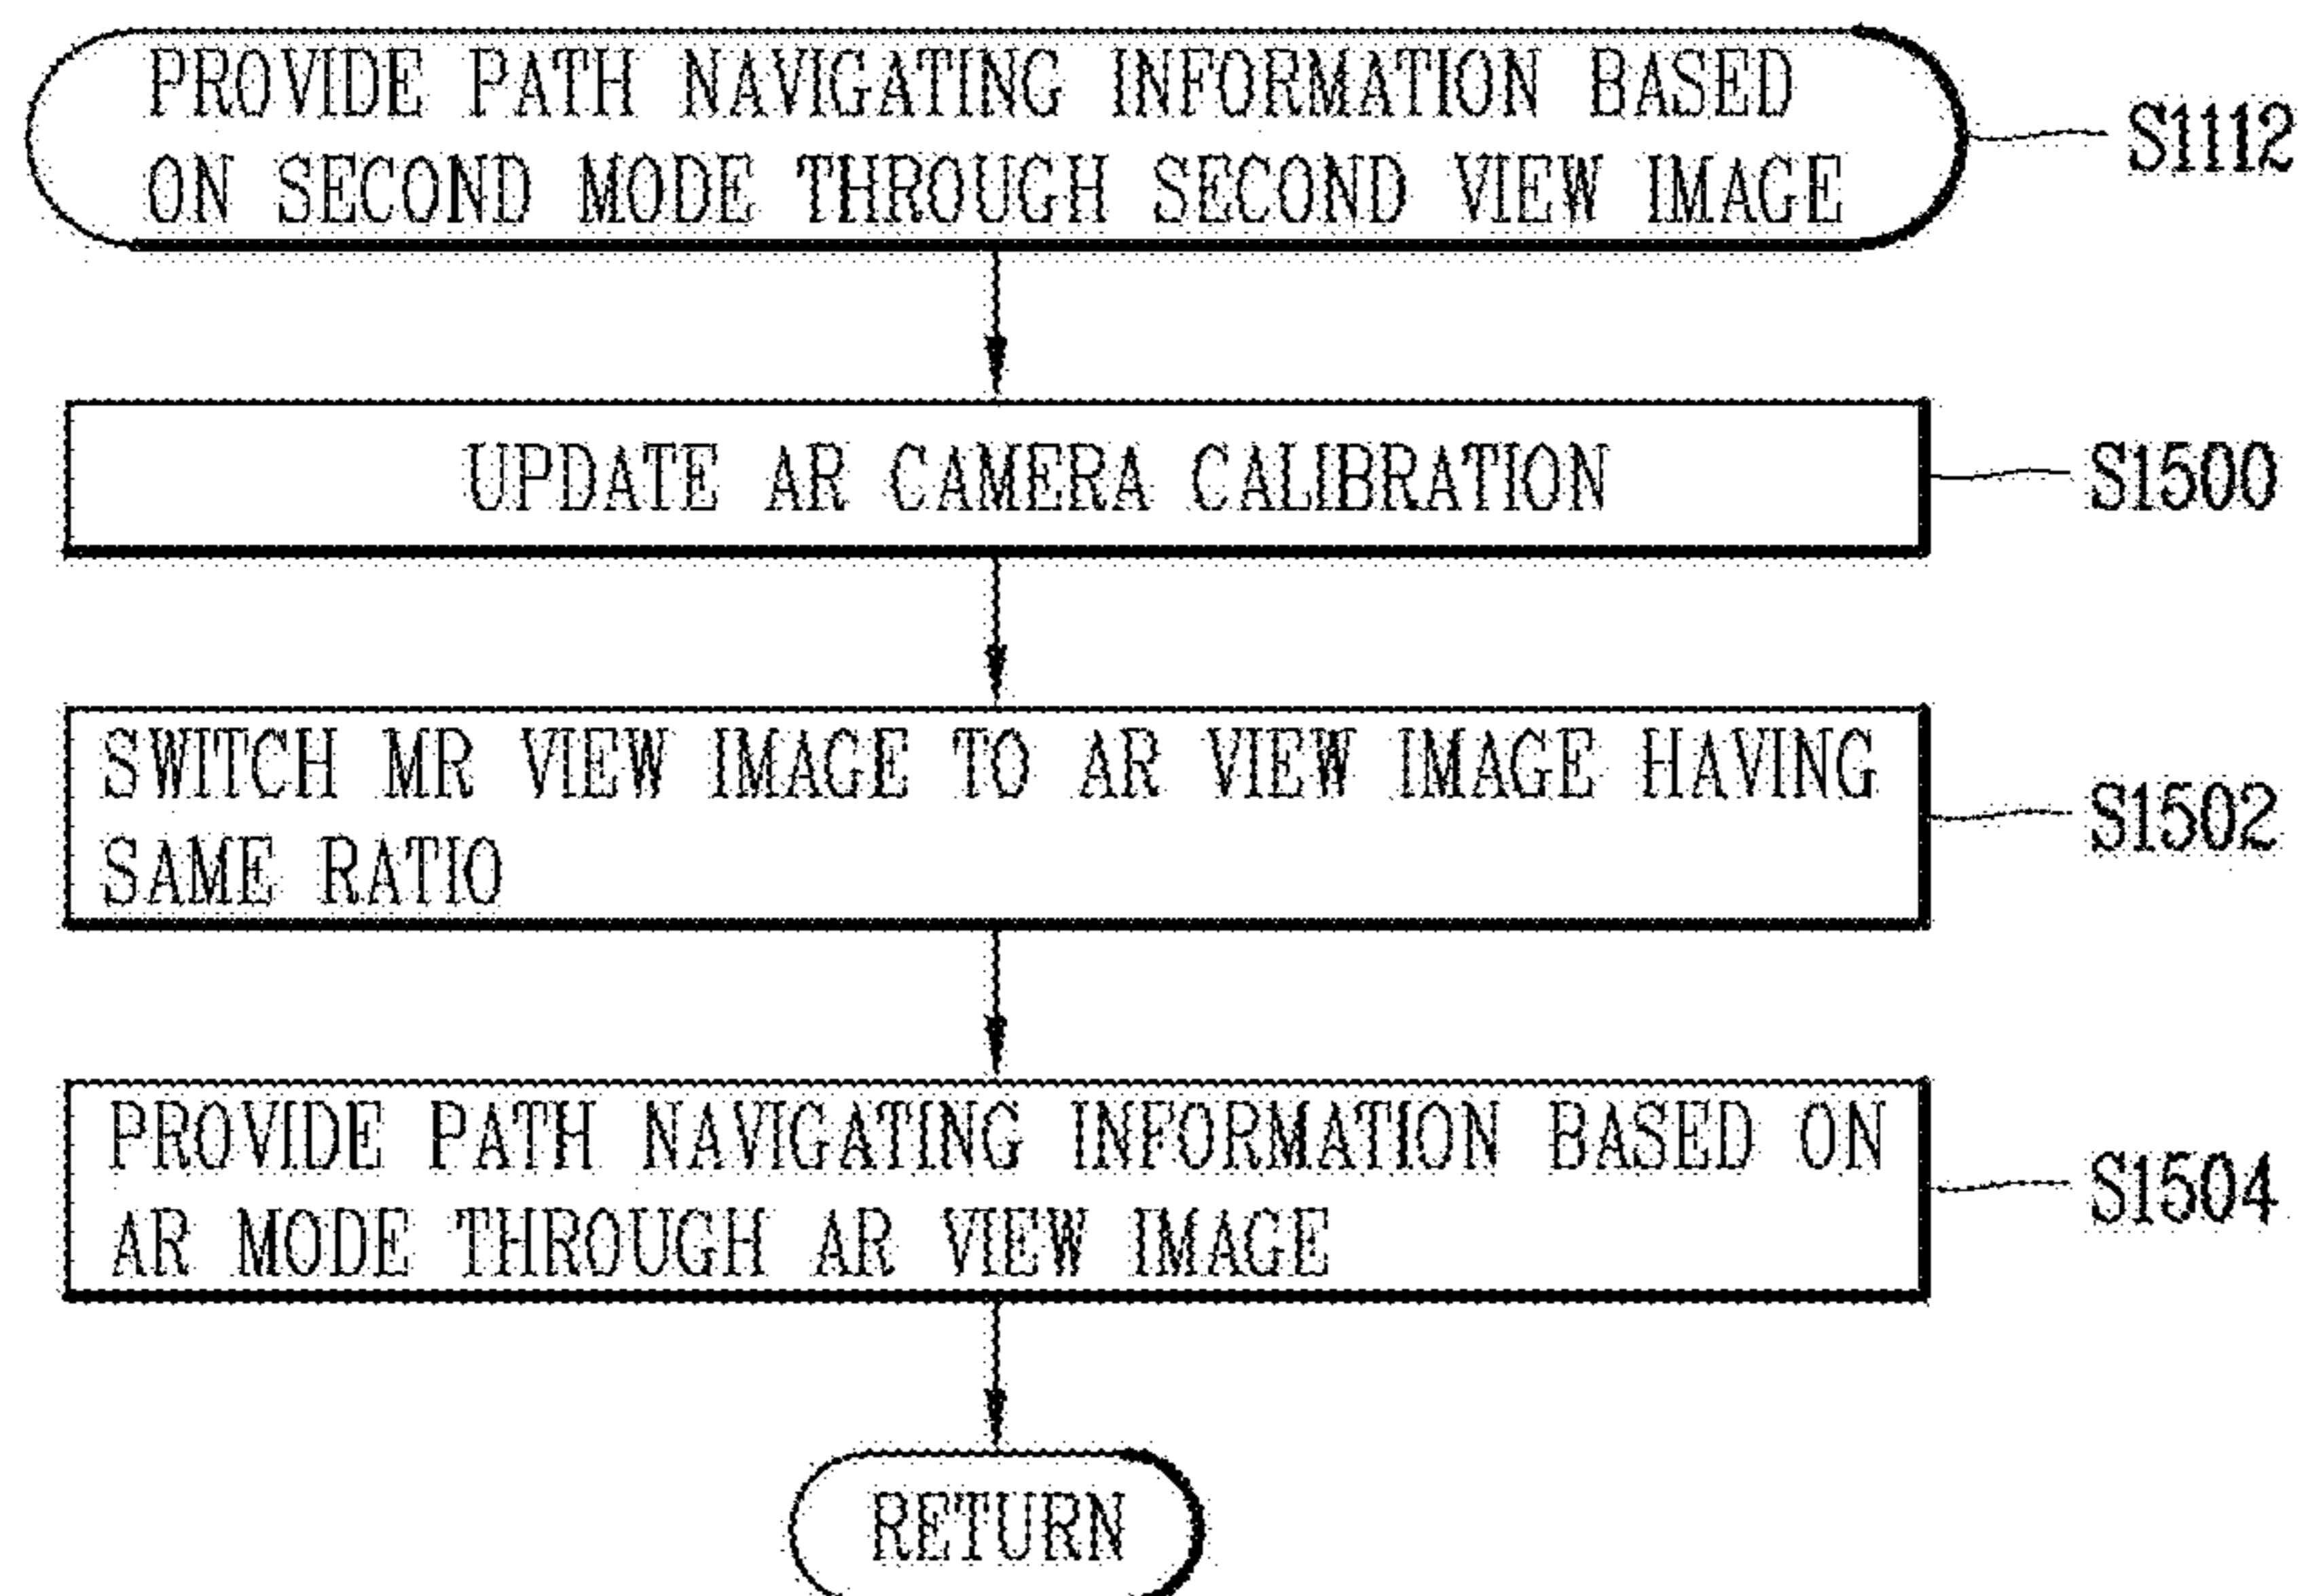 PROVIDE PATH NAVIGATING INFORMATION BASED
ON SECOND MODE THROUGH SECOND VIEW IMAGE
S1112
UPDATE AR CAMERA CALIBRATION
S1500
SWITCH MR VIEW IMAGE TO AR VIEW IMAGE HAVING
SAME RATIO
S1502
PROVIDE PATH NAVIGATING INFORMATION BASED ON
AR MODE THROUGH AR VIEW IMAGE
S1504
RETURN